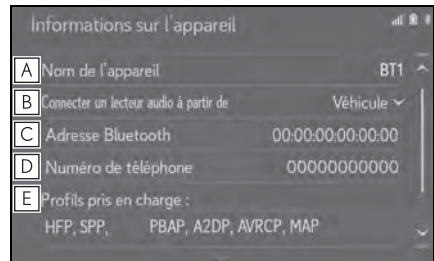 Informations sur l'appareil
A Nom de l'appareil BT1
B Connecter un lecteur audio à partir de Véhicule
C Adresse Bluetooth 00:00:00:00:00:00
D Numéro de téléphone 00000000000
E Profils pris en charge :
HFP, SPP, PBAP, A2DP, AVRCP, MAP